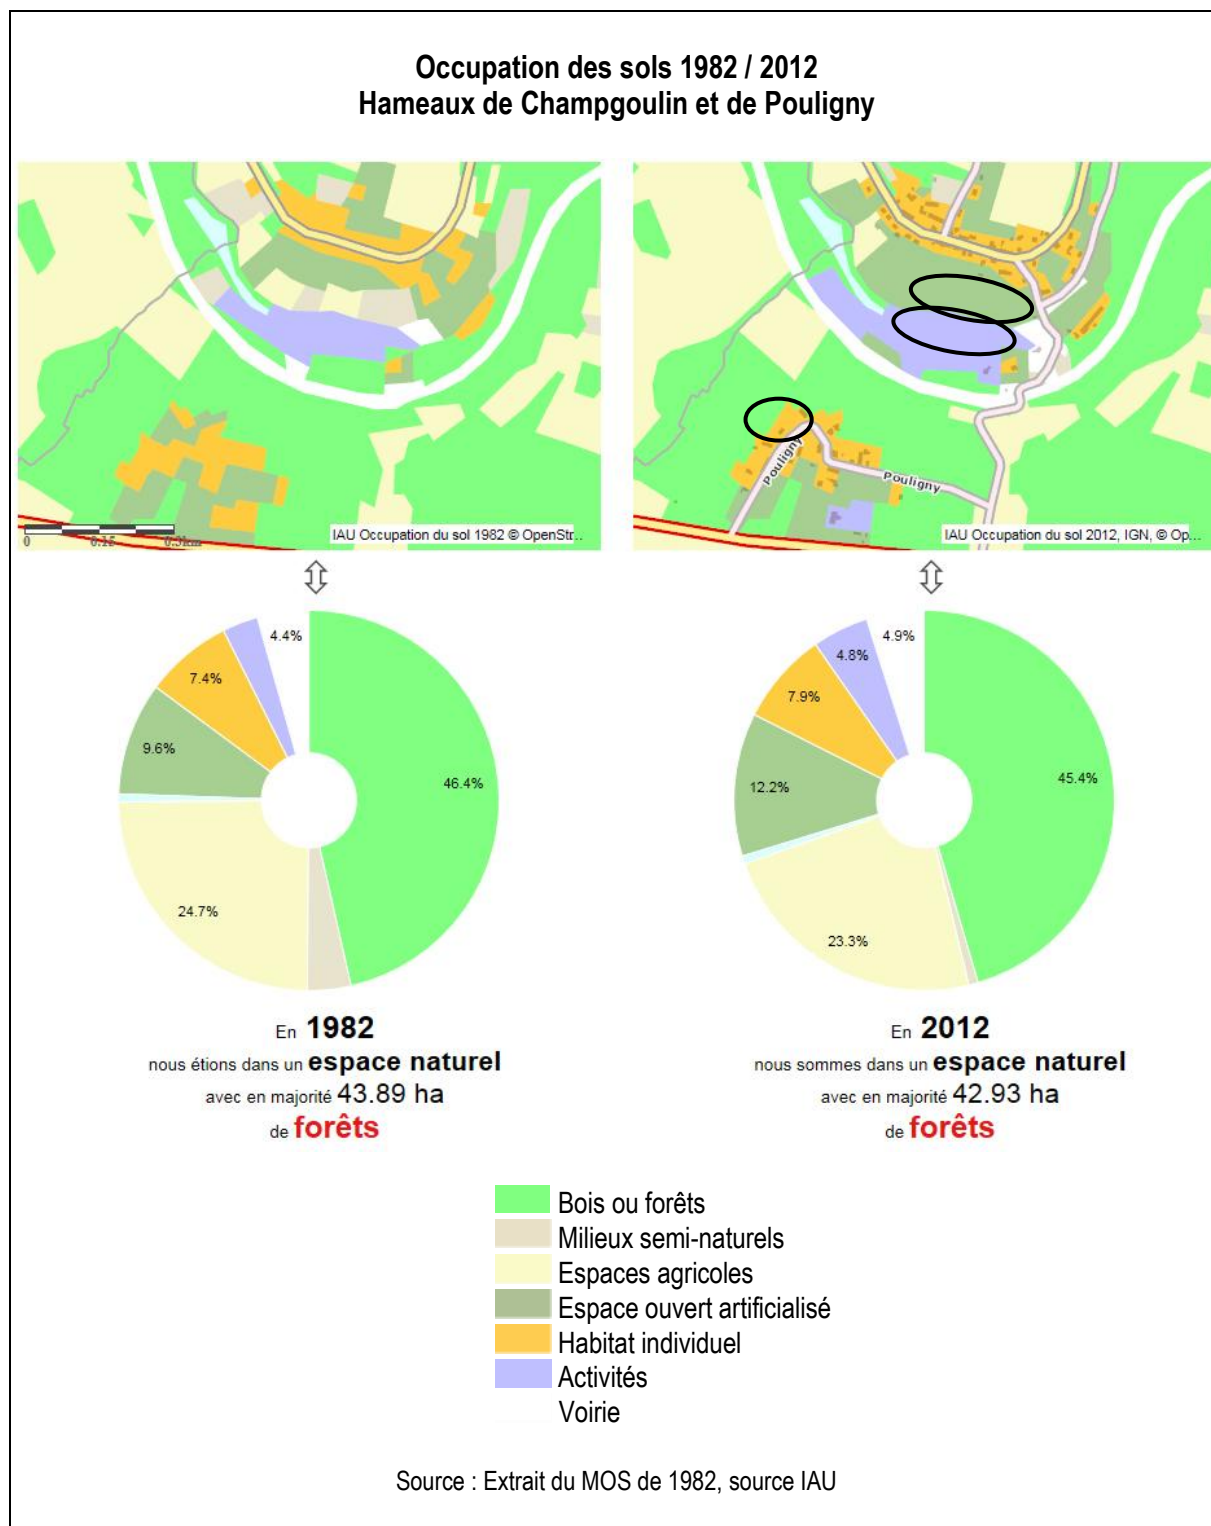 Occupation des sols 1982 / 2012
Hameaux de Champgoulin et de Pouligny
0 0.15 0.3km
IAU Occupation du sol 1982 © OpenStr...
Pouligny
Pouligny
IAU Occupation du sol 2012, IGN, © Op...
4.4%
7.4%
9.6%
46.4%
24.7%
4.9%
4.8%
7.9%
12.2%
45.4%
23.3%
En 1982
nous étions dans un espace naturel
avec en majorité 43.89 ha
de forêts
En 2012
nous sommes dans un espace naturel
avec en majorité 42.93 ha
de forêts
Bois ou forêts
Milieux semi-naturels
Espaces agricoles
Espace ouvert artificialisé
Habitat individuel
Activités
Voirie
Source : Extrait du MOS de 1982, source IAU